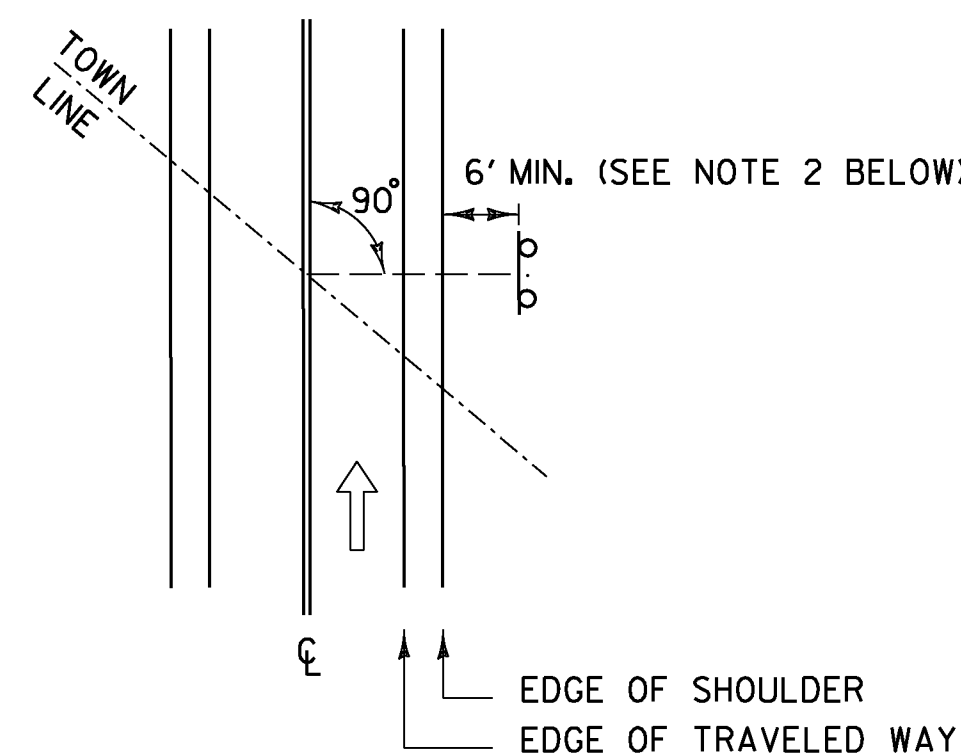 TOWN
LINE
90°
6' MIN. (SEE NOTE 2 BELOW)
℄
EDGE OF SHOULDER
EDGE OF TRAVELED WAY